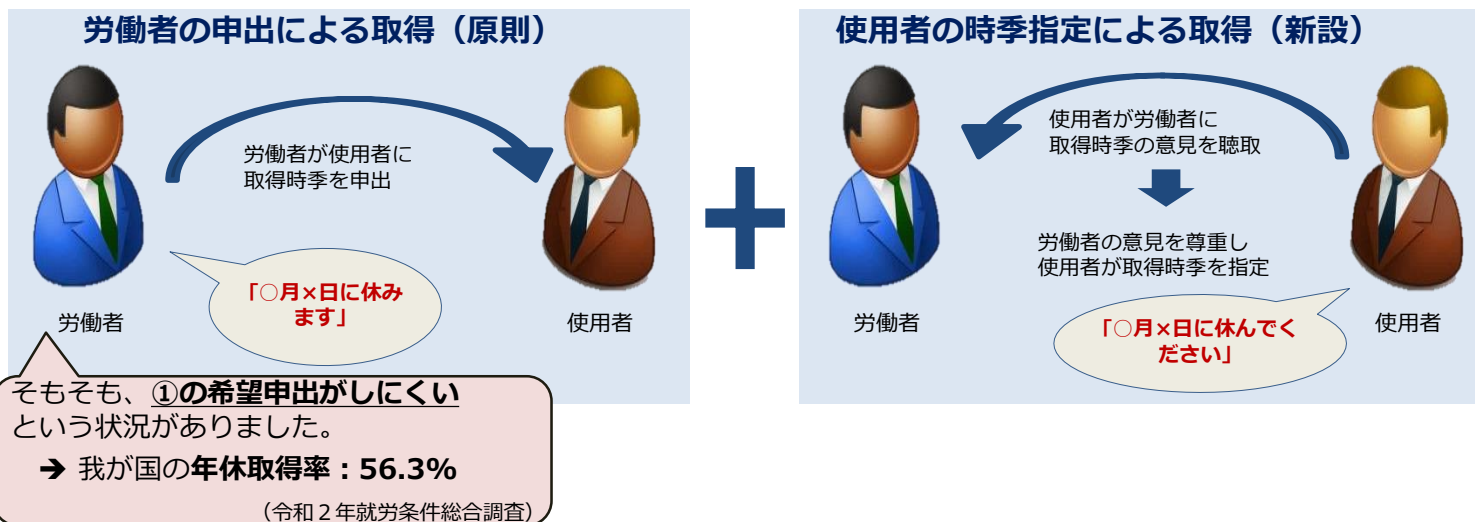 労働者の申出による取得（原則）
労働者が使用者に
取得時季を申出
「○月×日に休み
ます」
労働者
使用者
そもそも、①の希望申出がしにくい
という状況がありました。
➔ 我が国の年休取得率：56.3%
（令和２年就労条件総合調査）
＋
使用者の時季指定による取得（新設）
使用者が労働者に
取得時季の意見を聴取
労働者の意見を尊重し
使用者が取得時季を指定
「○月×日に休んでく
ださい」
労働者
使用者